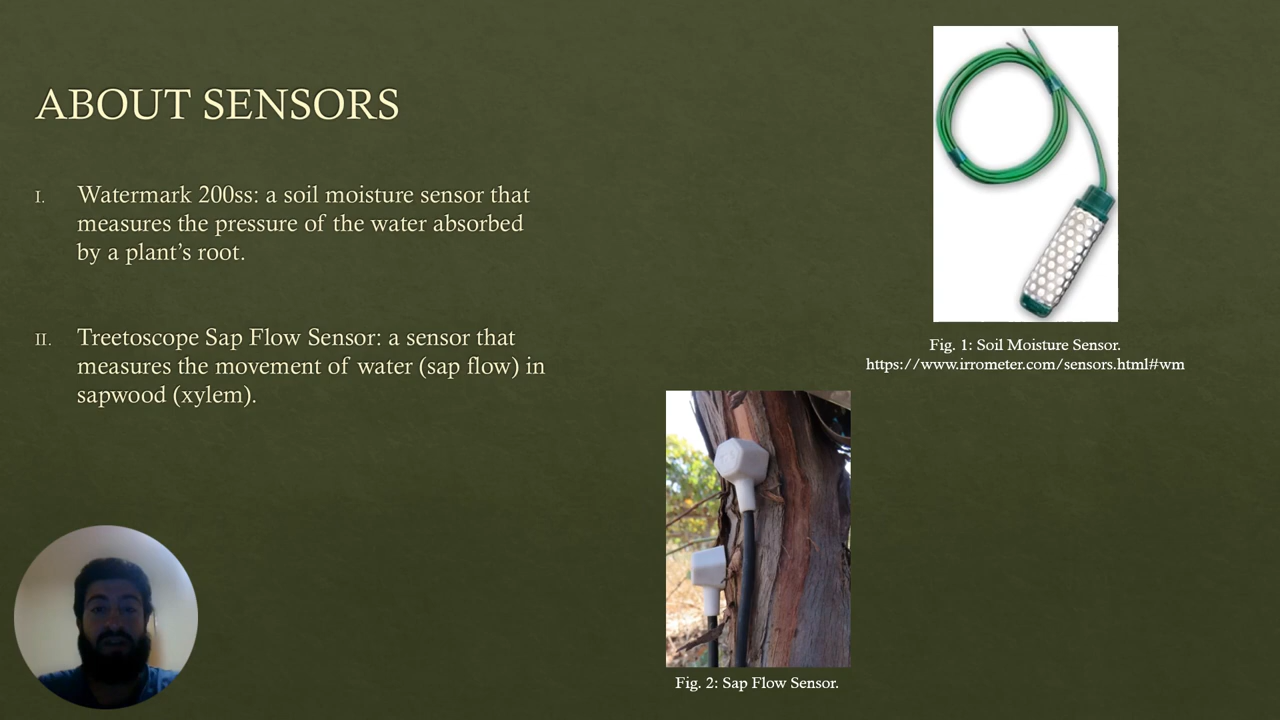 ABOUT SENSORS
I. Watermark 200ss: a soil moisture sensor that
measures the pressure of the water absorbed
by a plant’s root.
II. Treetoscope Sap Flow Sensor: a sensor that
measures the movement of water (sap flow) in
sapwood (xylem).
Fig. 1: Soil Moisture Sensor.
https://www.irrometer.com/sensors.html#wm
Fig. 2: Sap Flow Sensor.